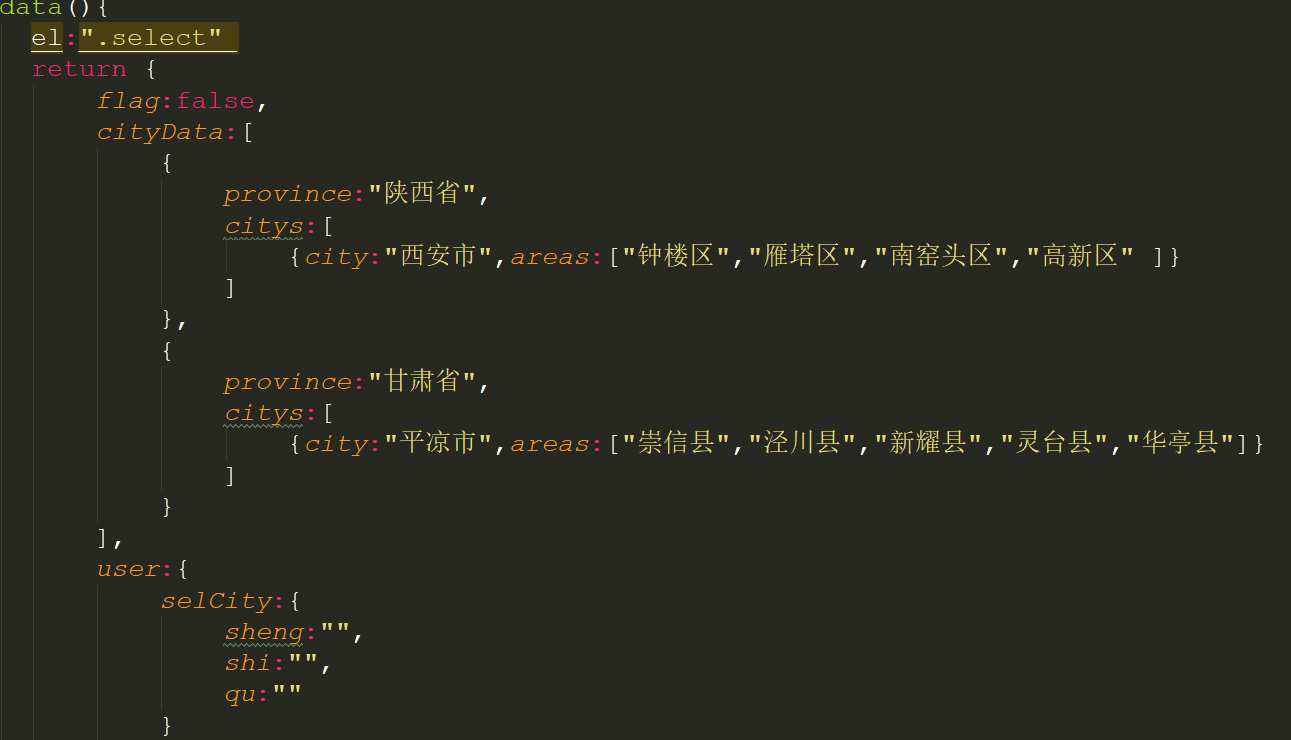 data(){
el:".select"
return {
flag:false,
cityData:[
{
province:"陕西省",
citys:[
{city:"西安市",areas:["钟楼区","雁塔区","南窑头区","高新区" ]}
]
},
{
province:"甘肃省",
citys:[
{city:"平凉市",areas:["崇信县","泾川县","新耀县","灵台县","华亭县"]}
]
}
],
user:{
selCity:{
sheng:"",
shi:"",
qu:""
}